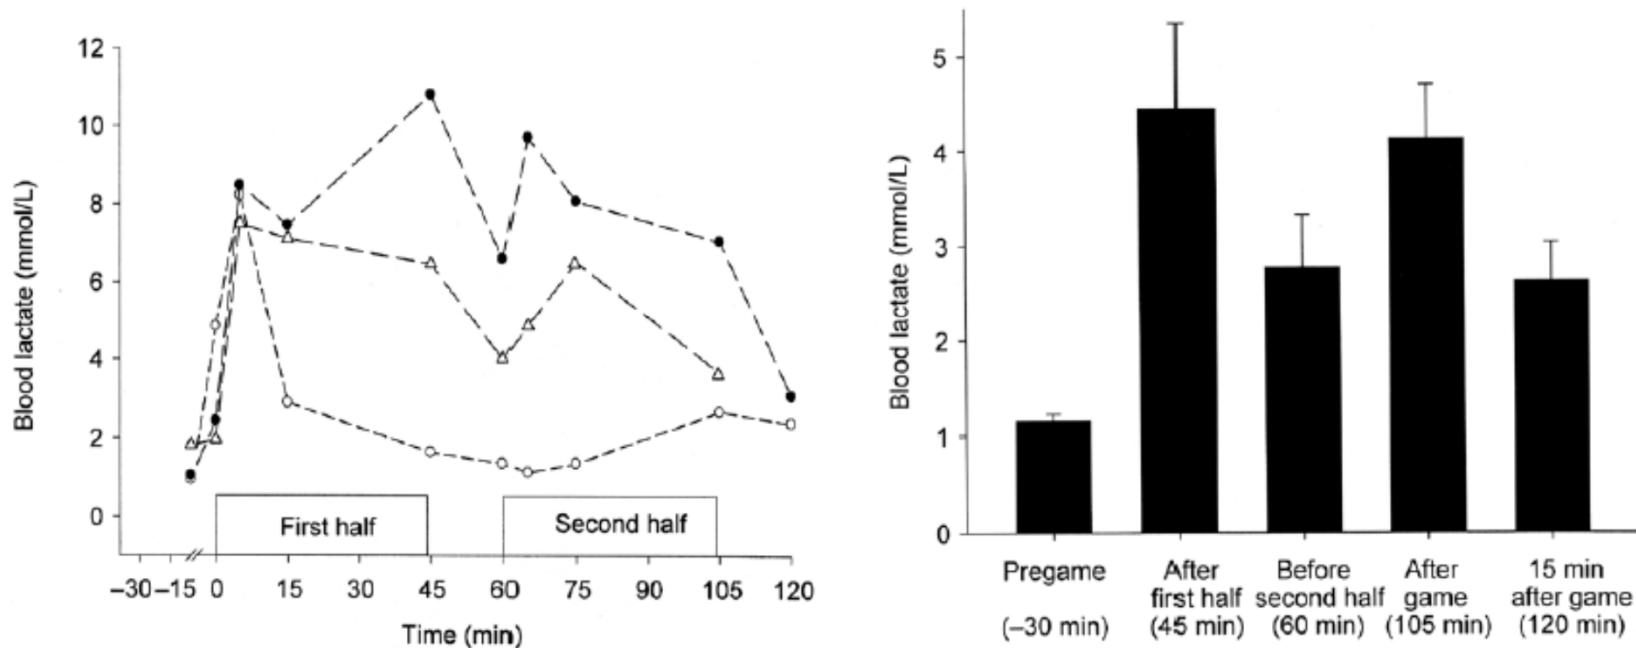 Blood lactate (mmol/L)
12
10
8
6
4
2
0
First half
Second half
–30 –15 0 15 30 45 60 75 90 105 120
Time (min)
Blood lactate (mmol/L)
5
4
3
2
1
0
Pregame
(–30 min)
After
first half
(45 min)
Before
second half
(60 min)
After
game
(105 min)
15 min
after game
(120 min)